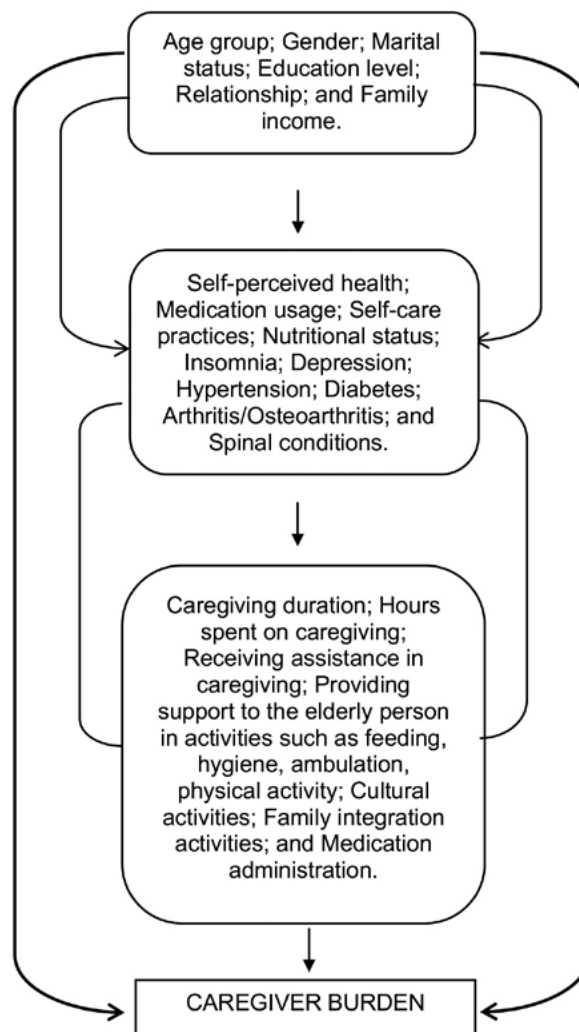 Age group; Gender; Marital
status; Education level;
Relationship; and Family
income.
Self-perceived health;
Medication usage; Self-care
practices; Nutritional status;
Insomnia; Depression;
Hypertension; Diabetes;
Arthritis/Osteoarthritis; and
Spinal conditions.
Caregiving duration; Hours
spent on caregiving;
Receiving assistance in
caregiving; Providing
support to the elderly person
in activities such as feeding,
hygiene, ambulation,
physical activity; Cultural
activities; Family integration
activities; and Medication
administration.
CAREGIVER BURDEN